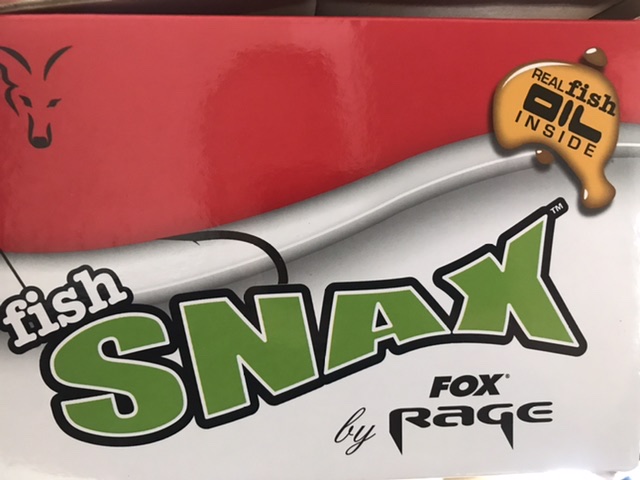 REAL fish
OIL
INSIDE
fish
SNAX™
by FOX®
RAGE